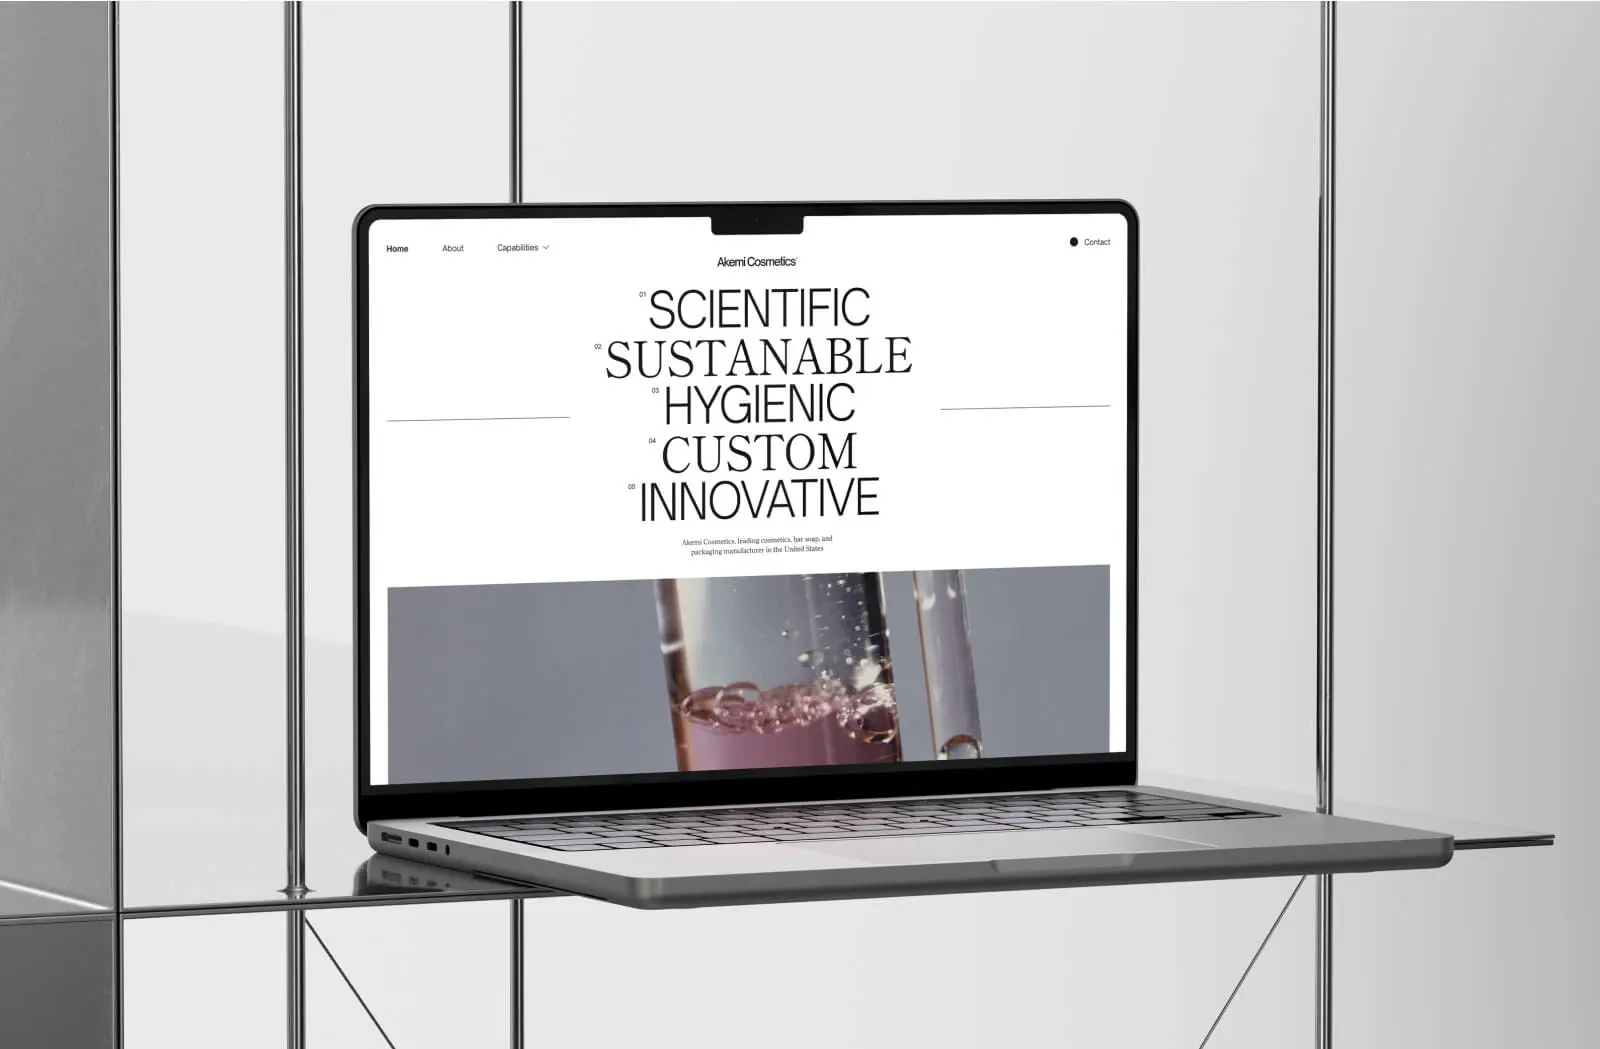 Home
About
Capabilities
Contact
Akemi Cosmetics
01 SCIENTIFIC
02 SUSTANABLE
03 HYGIENIC
04 CUSTOM
05 INNOVATIVE
Akemi Cosmetics, leading cosmetics, bar soap, and
packaging manufacturer in the United States